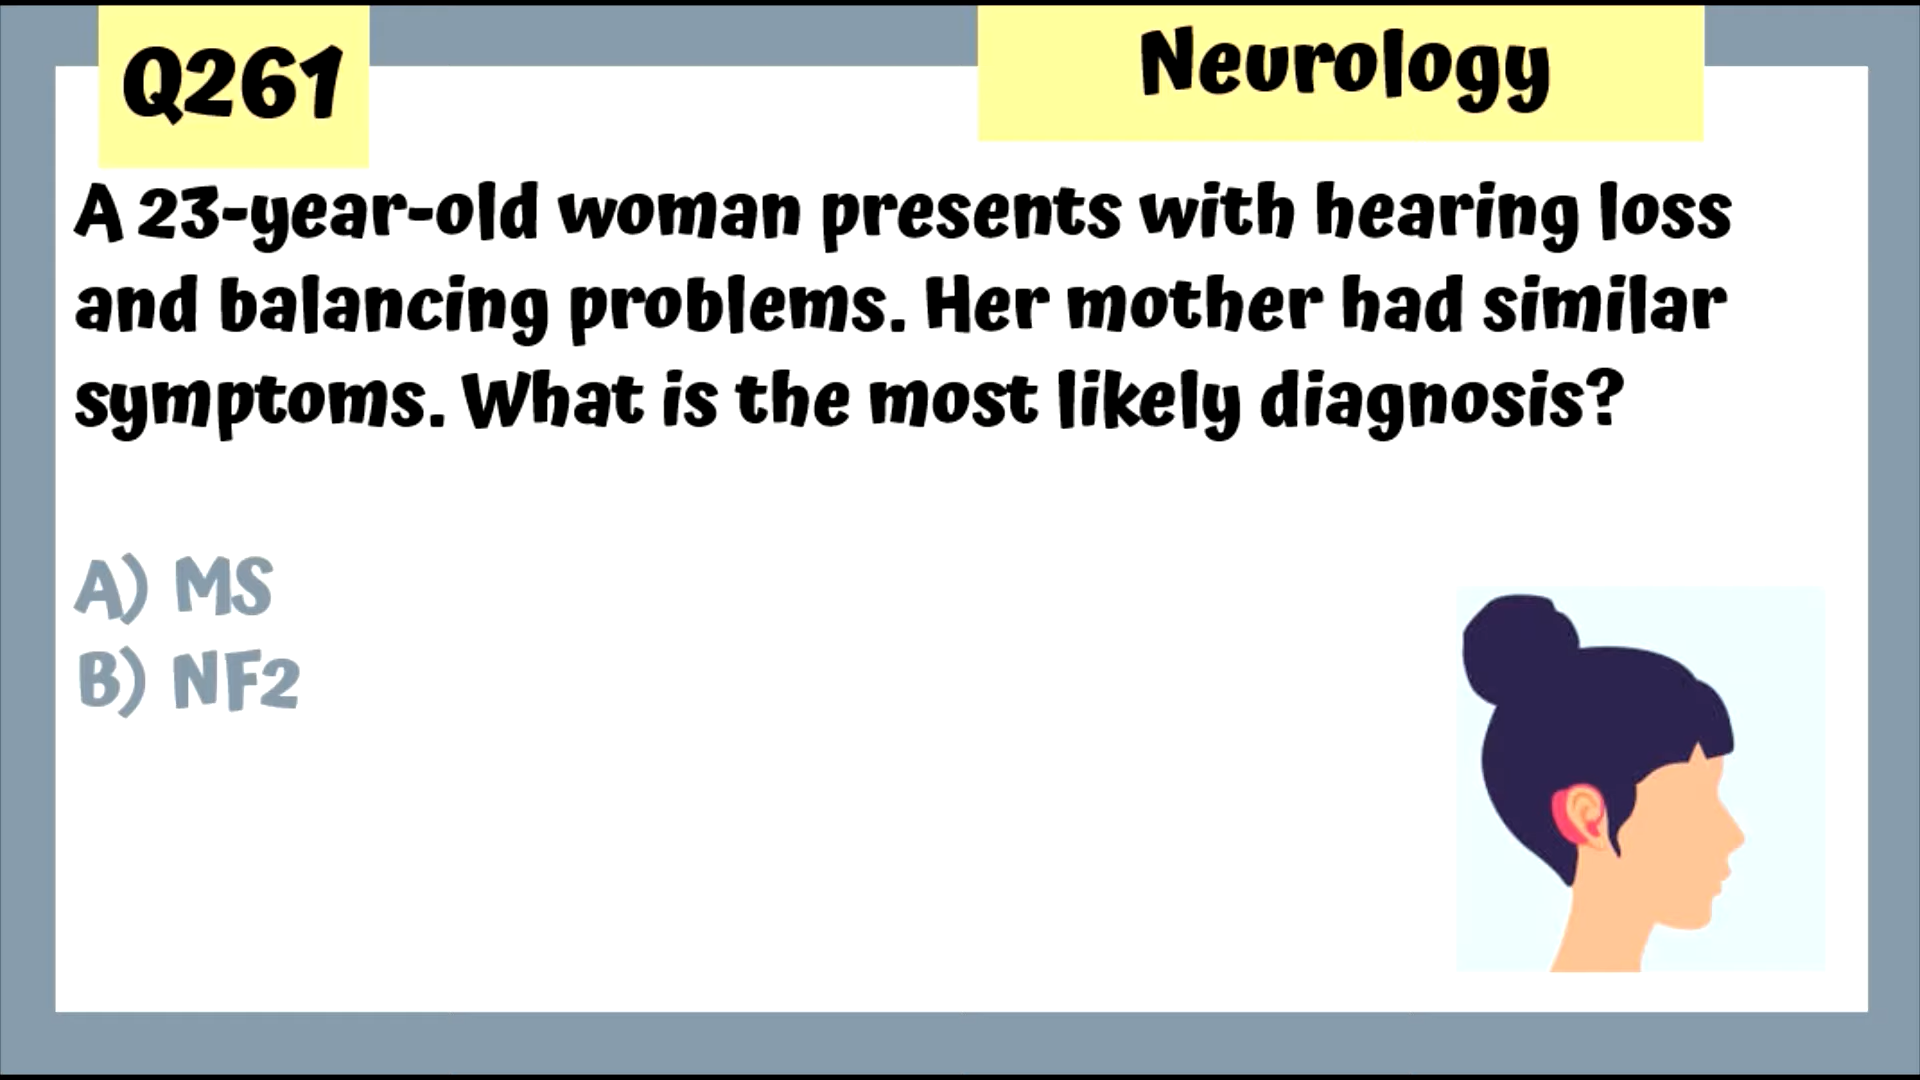 Q261
Neurology
A 23-year-old woman presents with hearing loss
and balancing problems. Her mother had similar
symptoms. What is the most likely diagnosis?
A) MS
B) NF2